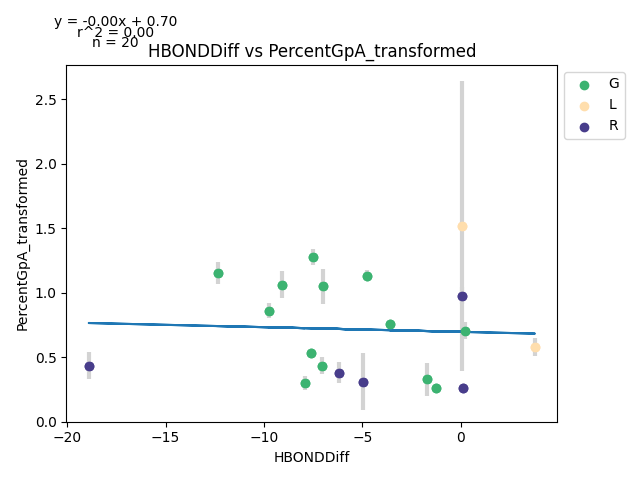 y = -0.00x + 0.70
r^2 = 0.00
n = 20
HBONDDiff vs PercentGpA_transformed
G
L
R
2.5
2.0
1.5
1.0
0.5
0.0
PercentGpA_transformed
−20
−15
−10
−5
0
HBONDDiff